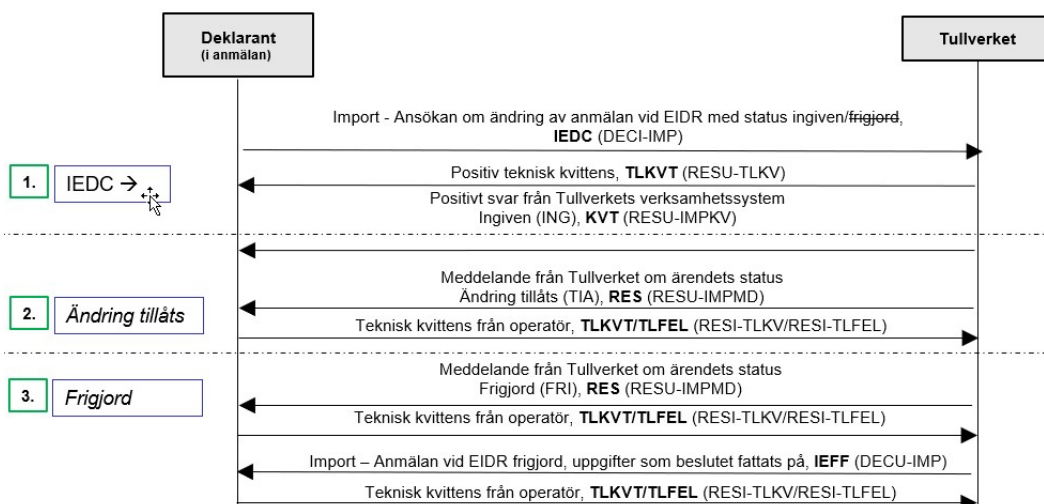 Deklarant
(i anmälan)
Tullverket
Import - Ansökan om ändring av anmälan vid EIDR med status ingiven/frigjord,
IEDC (DECI-IMP)
1.
IEDC →
Positiv teknisk kvittens, TLKVT (RESU-TLKV)
Positivt svar från Tullverkets verksamhetssystem
Ingiven (ING), KVT (RESU-IMPKV)
2.
Ändring tillåts
Meddelande från Tullverket om ärendets status
Ändring tillåts (TIA), RES (RESU-IMPMD)
Teknisk kvittens från operatör, TLKVT/TLFEL (RESI-TLKV/RESI-TLFEL)
3.
Frigjord
Meddelande från Tullverket om ärendets status
Frigjord (FRI), RES (RESU-IMPMD)
Teknisk kvittens från operatör, TLKVT/TLFEL (RESI-TLKV/RESI-TLFEL)
Import – Anmälan vid EIDR frigjord, uppgifter som beslutet fattats på, IEFF (DECU-IMP)
Teknisk kvittens från operatör, TLKVT/TLFEL (RESI-TLKV/RESI-TLFEL)